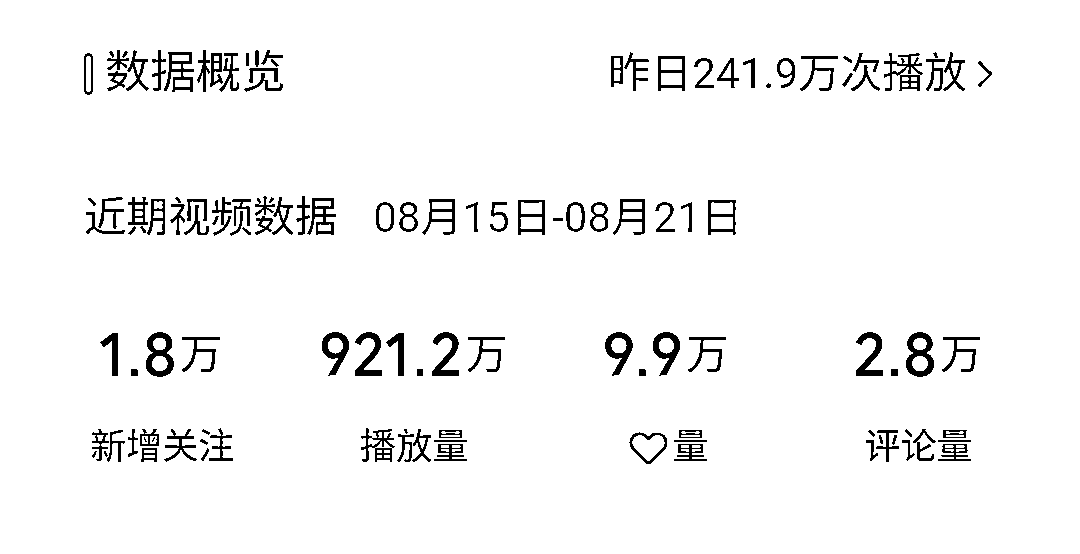 数据概览 昨日241.9万次播放 >
近期视频数据 08月15日-08月21日
1.8万 921.2万 9.9万 2.8万
新增关注 播放量 ♡量 评论量